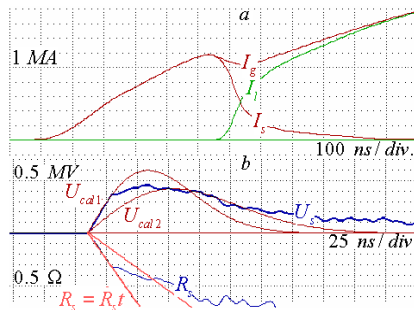 a
1 MA
I_g
I_l
I_s
100 ns / div.
0.5 MV
b
U_cal1
U_cal2
U_s
25 ns / div
0.5 Ω
R_s
R_s = R_s t